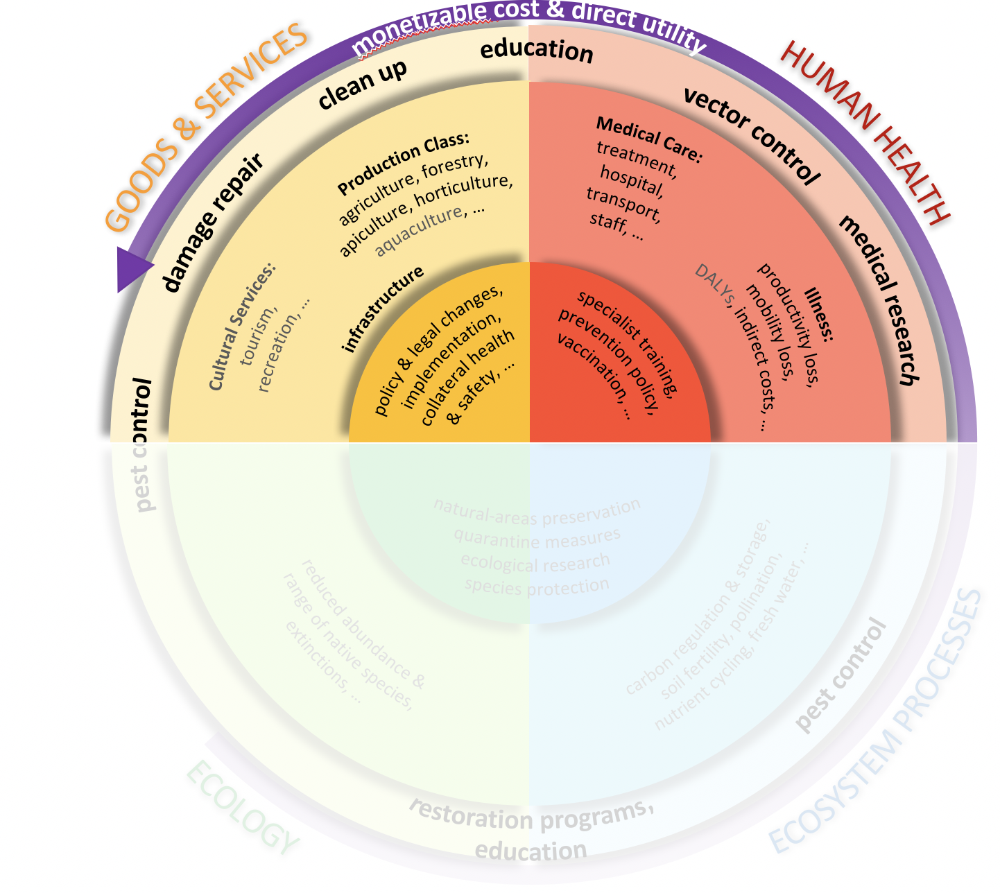 monetizable cost & direct utility
GOODS & SERVICES
HUMAN HEALTH
education
clean up
damage repair
pest control
vector control
medical research
Production Class:
agriculture, forestry,
apiculture, horticulture,
aquaculture, ...
Cultural Services:
tourism,
recreation, ...
infrastructure
policy & legal changes,
implementation,
collateral health
& safety, ...
Medical Care:
treatment,
hospital,
transport,
staff, ...
Illness:
productivity loss,
mobility loss,
DALYs, indirect costs, ...
specialist training,
prevention policy,
vaccination, ...
natural-areas preservation
quarantine measures
ecological research
species protection
reduced abundance &
range of native species,
extinctions, ...
carbon regulation & storage,
soil fertility, pollination,
nutrient cycling, fresh water, ...
pest control
restoration programs,
education
ECOLOGY
ECOSYSTEM PROCESSES